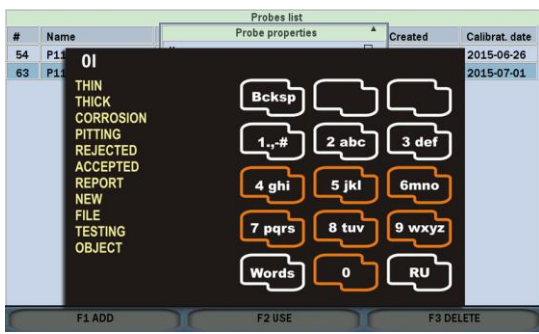 Probes list
Probe properties
# Name Created Calibrat. date
54 P11 2015-06-26
63 P11 2015-07-01
OI
THIN
THICK
CORROSION
PITTING
REJECTED
ACCEPTED
REPORT
NEW
FILE
TESTING
OBJECT
Bcksp
1.,-# 2 abc 3 def
4 ghi 5 jkl 6mno
7 pqrs 8 tuv 9 wxyz
Words 0 RU
F1 ADD F2 USE F3 DELETE